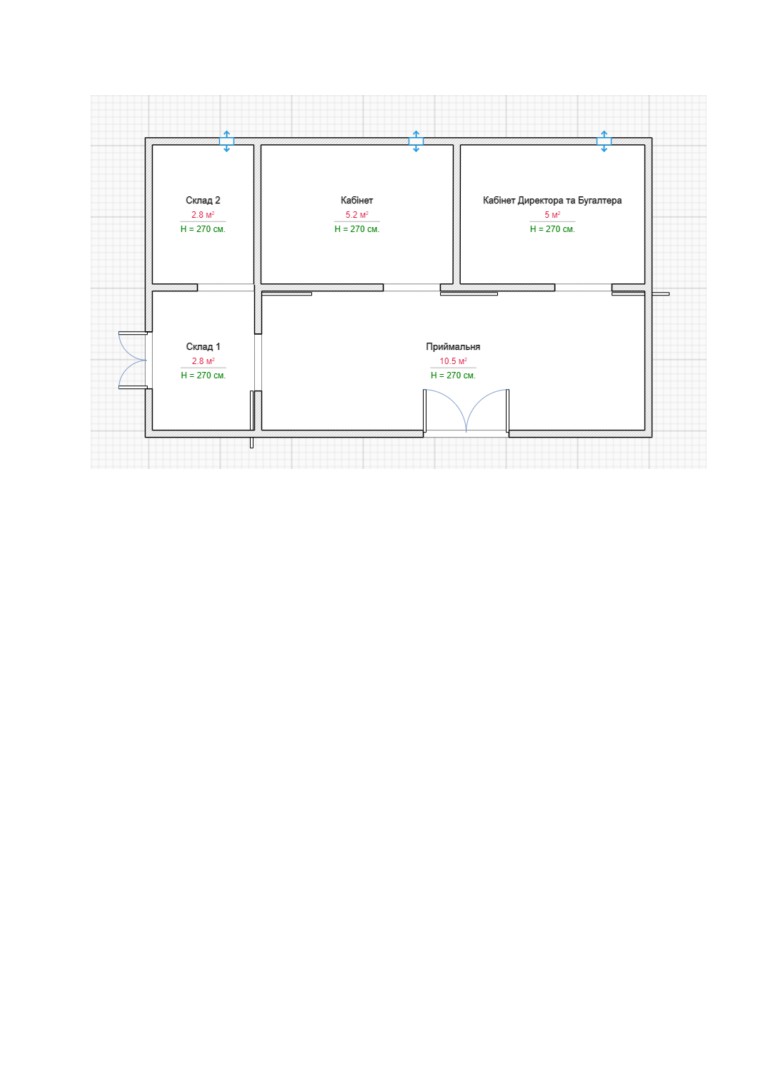 Склад 2
2.8 м²
H = 270 см.
Кабінет
5.2 м²
H = 270 см.
Кабінет Директора та Бугалтера
5 м²
H = 270 см.
Склад 1
2.8 м²
H = 270 см.
Приймальня
10.5 м²
H = 270 см.